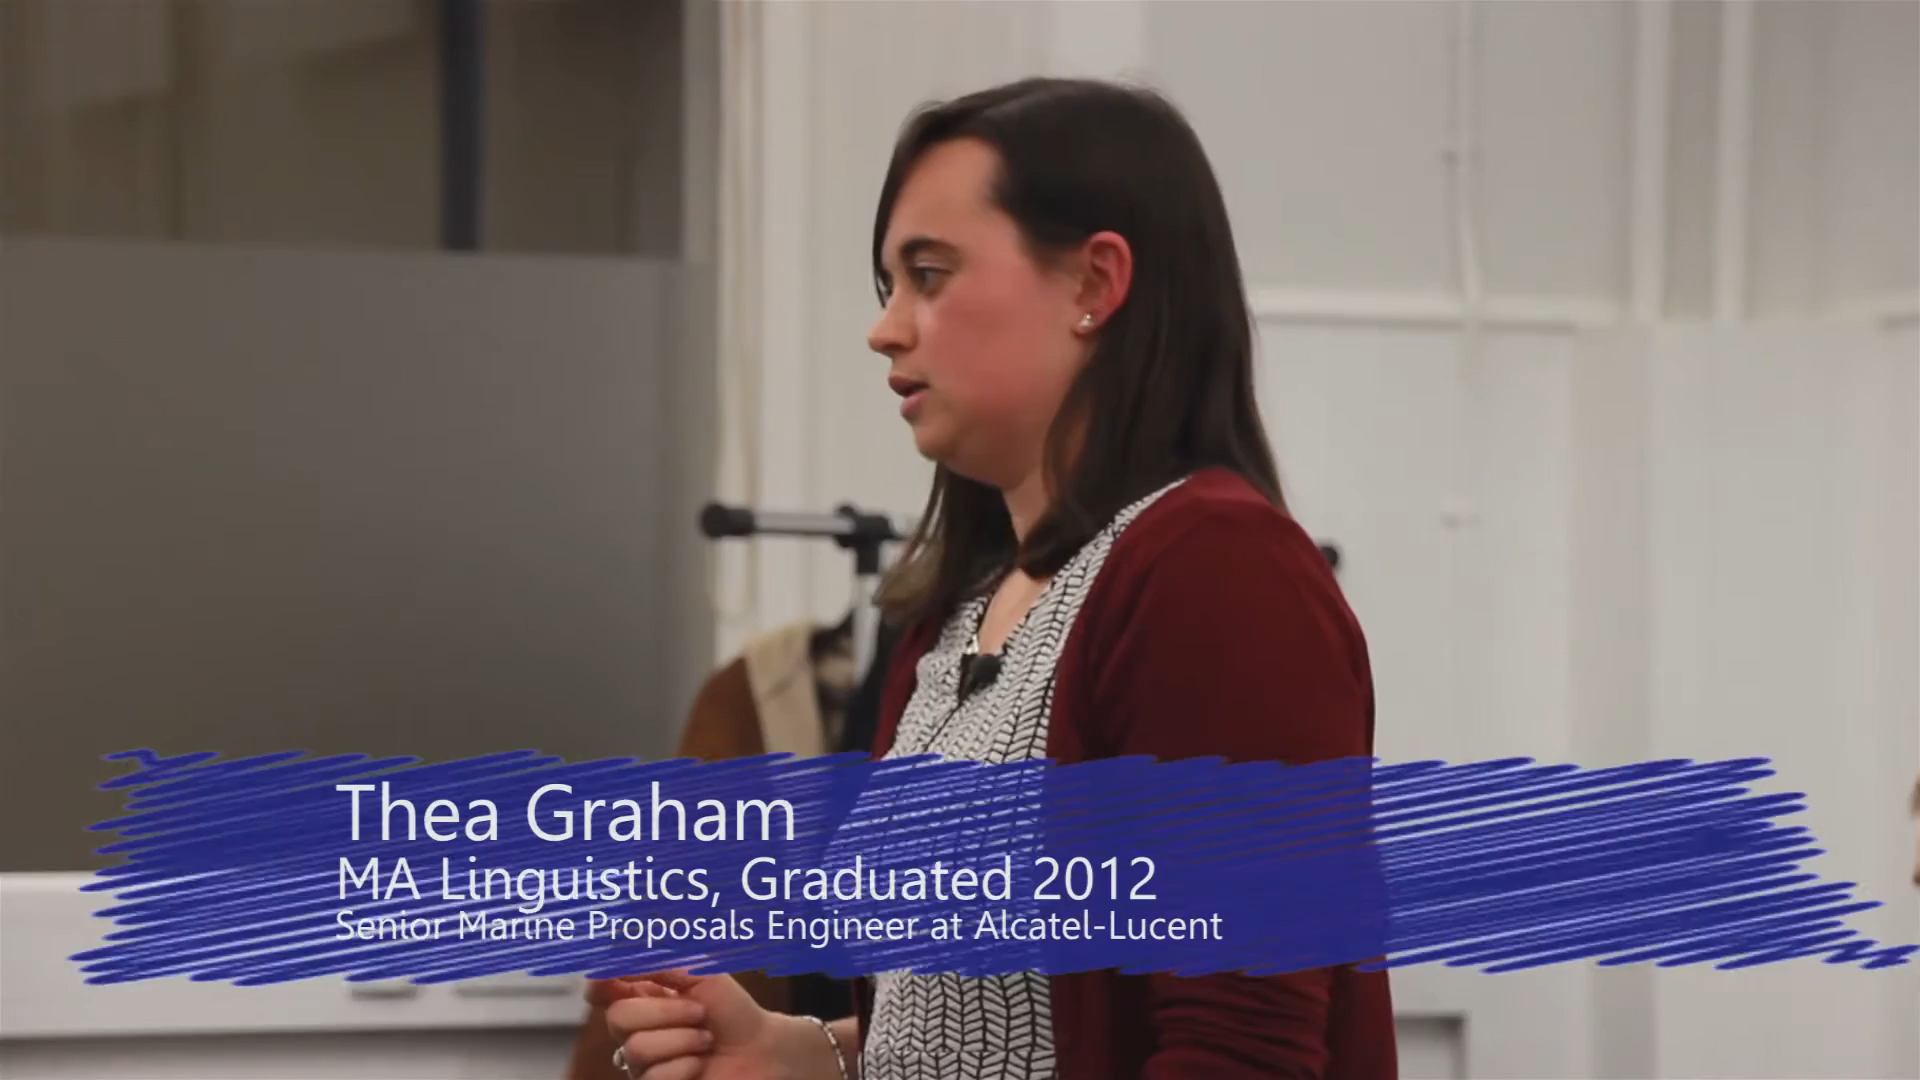 Thea Graham
MA Linguistics, Graduated 2012
Senior Marine Proposals Engineer at Alcatel-Lucent